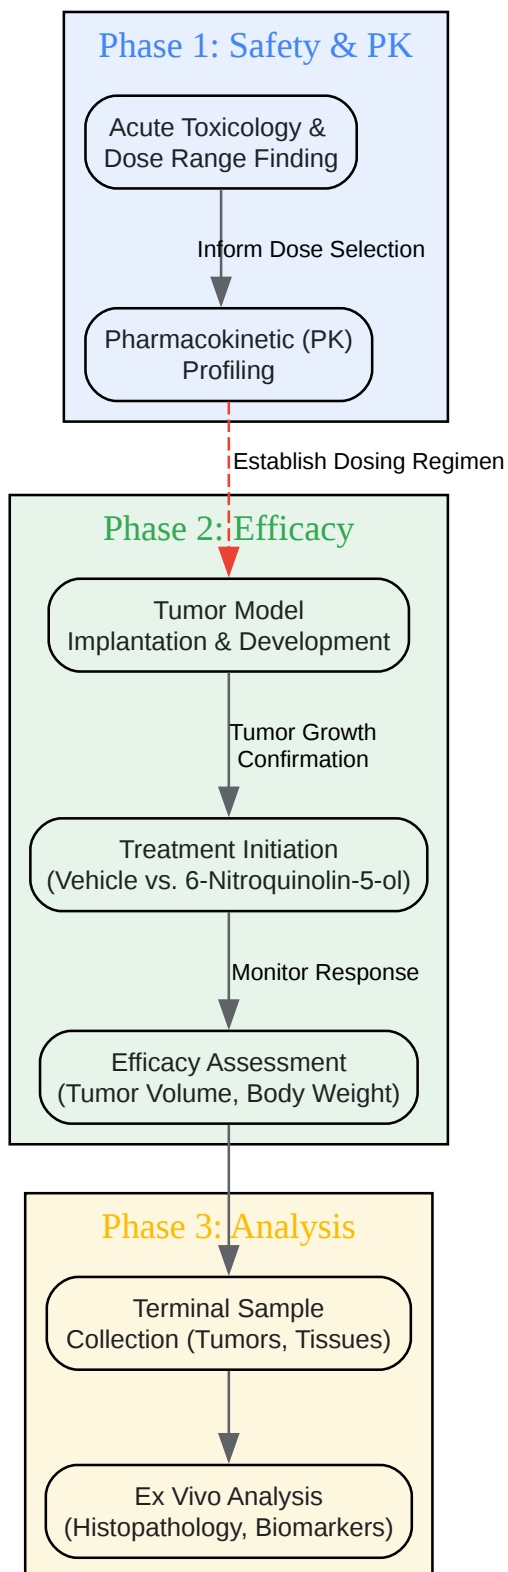 Phase 1: Safety & PK
Acute Toxicology &
Dose Range Finding
Inform Dose Selection
Pharmacokinetic (PK)
Profiling
Establish Dosing Regimen
Phase 2: Efficacy
Tumor Model
Implantation & Development
Tumor Growth
Confirmation
Treatment Initiation
(Vehicle vs. 6-Nitroquinolin-5-ol)
Monitor Response
Efficacy Assessment
(Tumor Volume, Body Weight)
Phase 3: Analysis
Terminal Sample
Collection (Tumors, Tissues)
Ex Vivo Analysis
(Histopathology, Biomarkers)